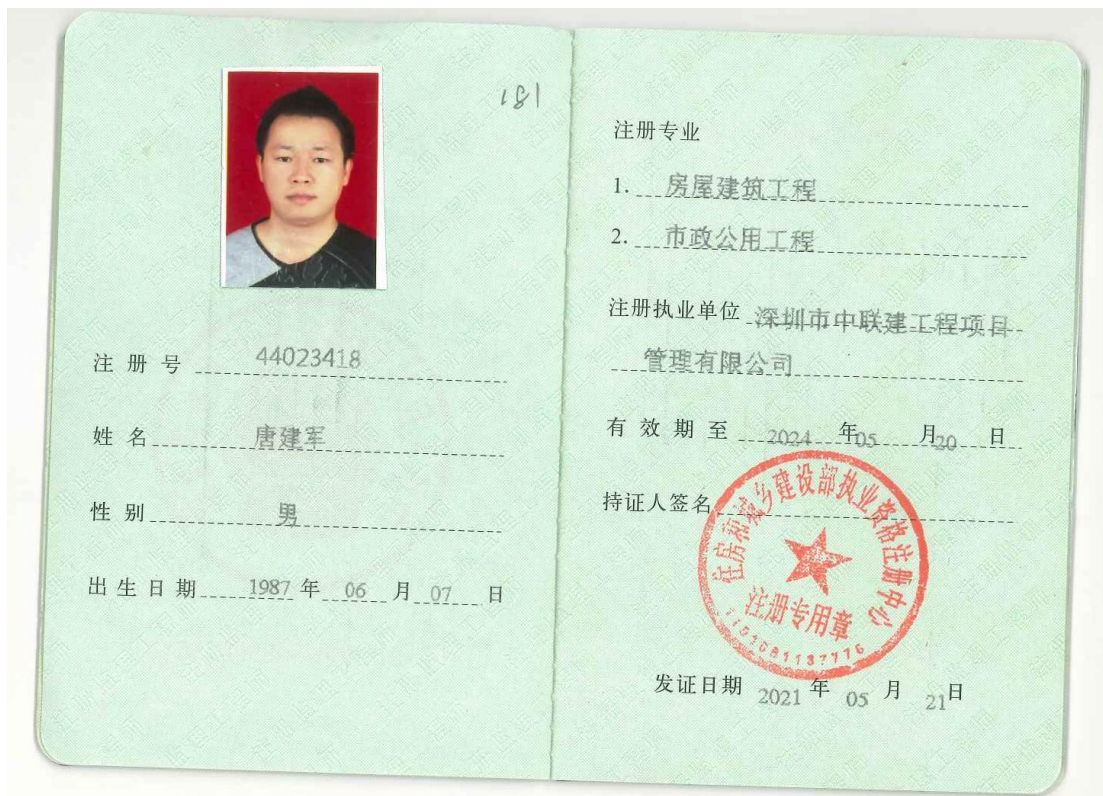 181
注册号 44023418
姓名 唐建军
性别 男
出生日期 1987 年 06 月 07 日
注册专业
1. 房屋建筑工程
2. 市政公用工程
注册执业单位 深圳市中联建工程项目
管理有限公司
有效期至 2024 年 05 月 20 日
持证人签名
住房和城乡建设部执业资格注册中心
注册专用章
发证日期 2021 年 05 月 21 日